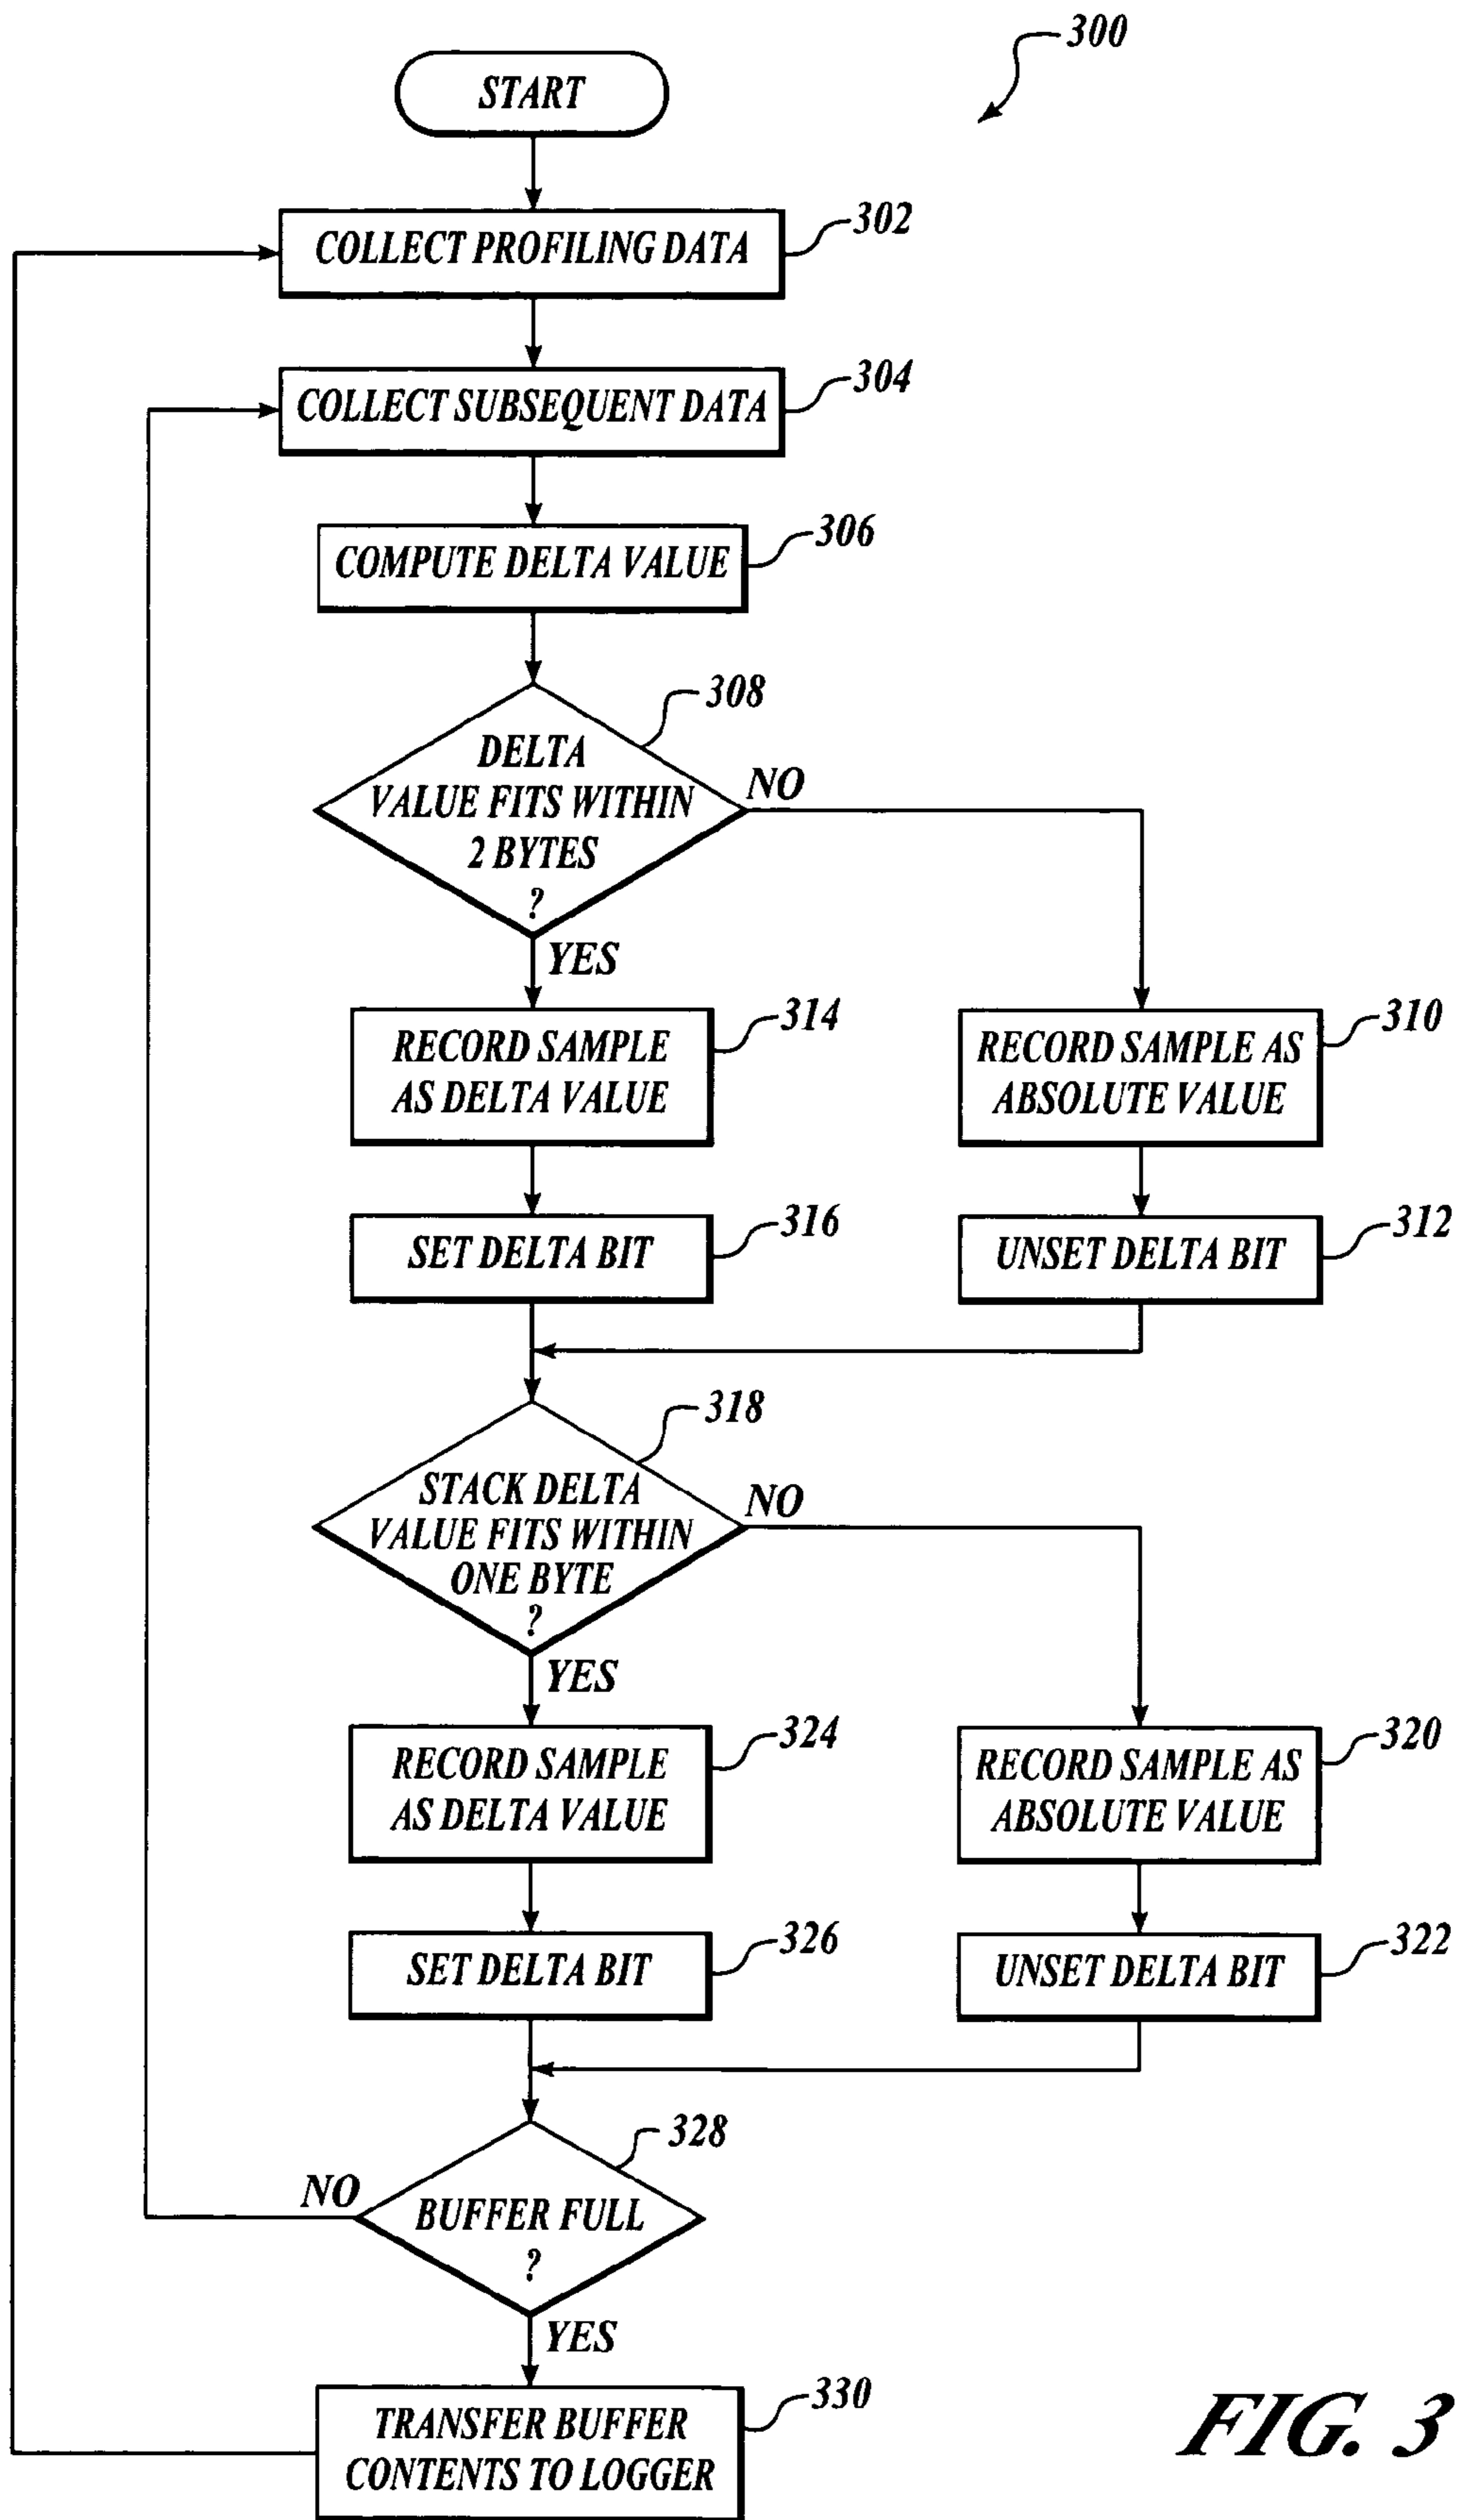 300
START
302
COLLECT PROFILING DATA
304
COLLECT SUBSEQUENT DATA
306
COMPUTE DELTA VALUE
308
DELTA
VALUE FITS WITHIN
2 BYTES
?
NO
YES
314
RECORD SAMPLE
AS DELTA VALUE
310
RECORD SAMPLE AS
ABSOLUTE VALUE
316
SET DELTA BIT
312
UNSET DELTA BIT
318
STACK DELTA
VALUE FITS WITHIN
ONE BYTE
?
NO
YES
324
RECORD SAMPLE
AS DELTA VALUE
320
RECORD SAMPLE AS
ABSOLUTE VALUE
326
SET DELTA BIT
322
UNSET DELTA BIT
328
BUFFER FULL
?
NO
YES
330
TRANSFER BUFFER
CONTENTS TO LOGGER
FIG. 3